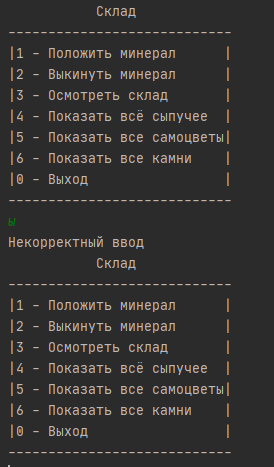 Склад
----------------------------
|1 - Положить минерал      |
|2 - Выкинуть минерал      |
|3 - Осмотреть склад       |
|4 - Показать всё сыпучее  |
|5 - Показать все самоцветы|
|6 - Показать все камни    |
|0 - Выход                 |
----------------------------
ы
Некорректный ввод
Склад
----------------------------
|1 - Положить минерал      |
|2 - Выкинуть минерал      |
|3 - Осмотреть склад       |
|4 - Показать всё сыпучее  |
|5 - Показать все самоцветы|
|6 - Показать все камни    |
|0 - Выход                 |
----------------------------